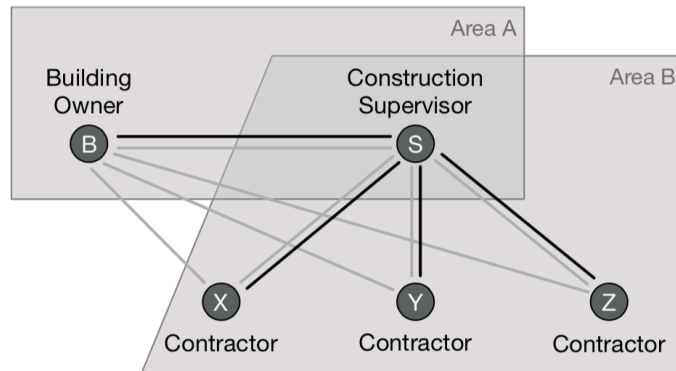 Area A
Building
Owner
Construction
Supervisor
Area B
B
S
X
Y
Z
Contractor
Contractor
Contractor